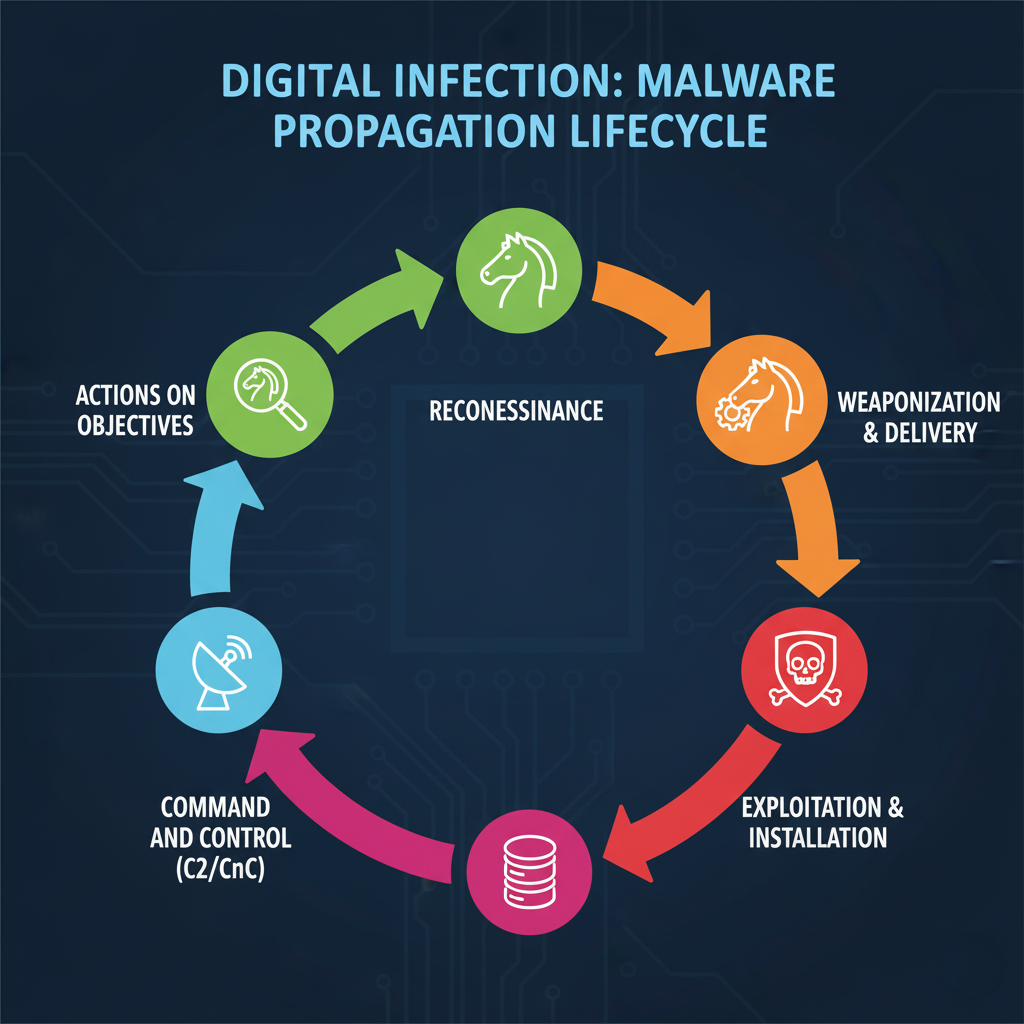 DIGITAL INFECTION: MALWARE
PROPAGATION LIFECYCLE
RECONESSINANCE
WEAPONIZATION
& DELIVERY
EXPLOITATION &
INSTALLATION
COMMAND
AND CONTROL
(C2/CnC)
ACTIONS ON
OBJECTIVES